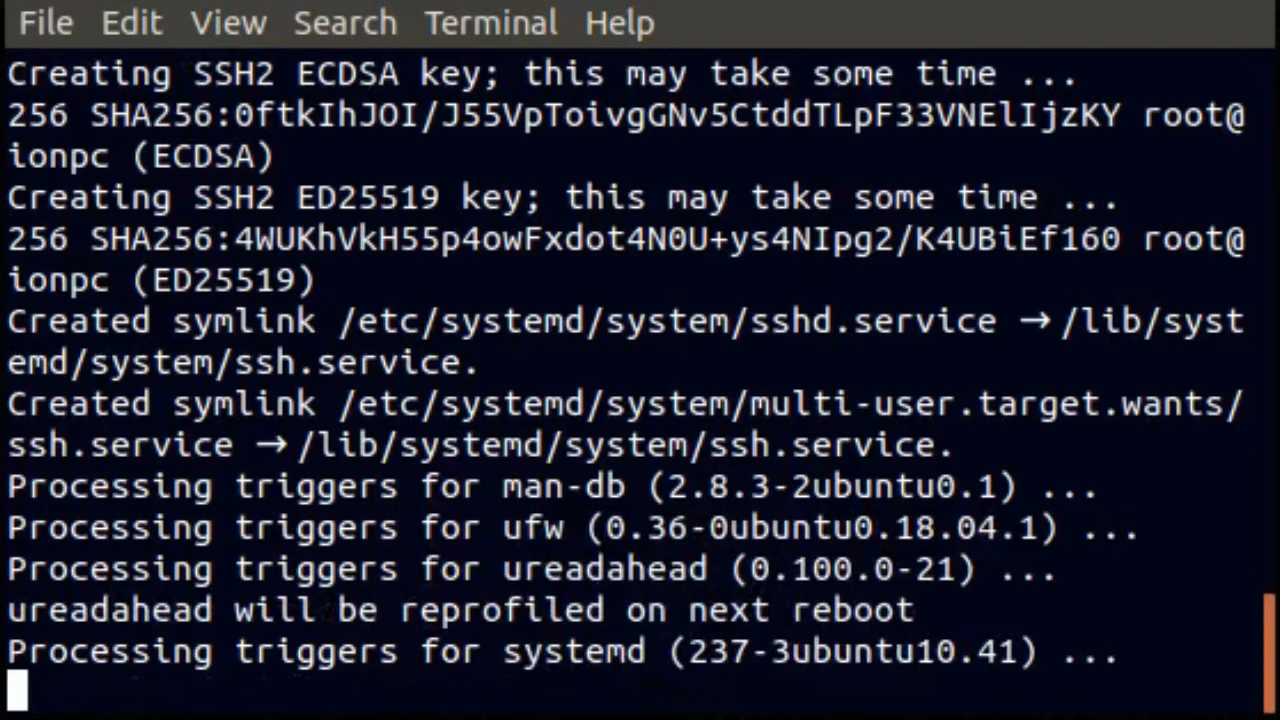 File Edit View Search Terminal Help
Creating SSH2 ECDSA key; this may take some time ...
256 SHA256:0ftkIhJOI/J55VpToivgGNv5CtddTLpF33VNElIjzKY root@
ionpc (ECDSA)
Creating SSH2 ED25519 key; this may take some time ...
256 SHA256:4WUKhVkH55p4owFxdot4N0U+ys4NIpg2/K4UBiEf160 root@
ionpc (ED25519)
Created symlink /etc/systemd/system/sshd.service → /lib/syst
emd/system/ssh.service.
Created symlink /etc/systemd/system/multi-user.target.wants/
ssh.service → /lib/systemd/system/ssh.service.
Processing triggers for man-db (2.8.3-2ubuntu0.1) ...
Processing triggers for ufw (0.36-0ubuntu0.18.04.1) ...
Processing triggers for ureadahead (0.100.0-21) ...
ureadahead will be reprofiled on next reboot
Processing triggers for systemd (237-3ubuntu10.41) ...